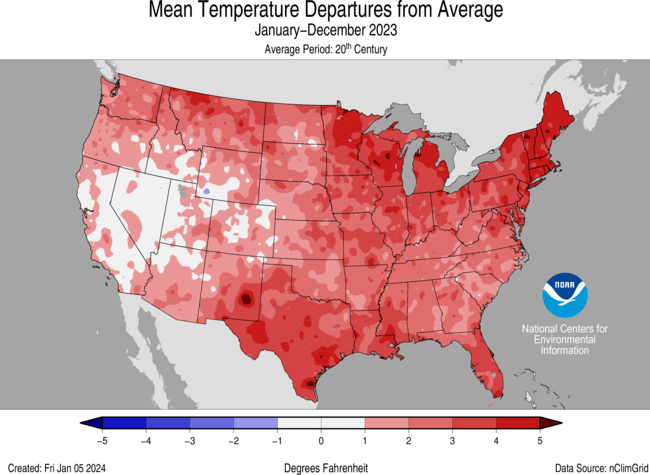 Mean Temperature Departures from Average
January–December 2023
Average Period: 20th Century
NOAA
National Centers for
Environmental
Information
-5 -4 -3 -2 -1 0 1 2 3 4 5
Created: Fri Jan 05 2024 Degrees Fahrenheit Data Source: nClimGrid